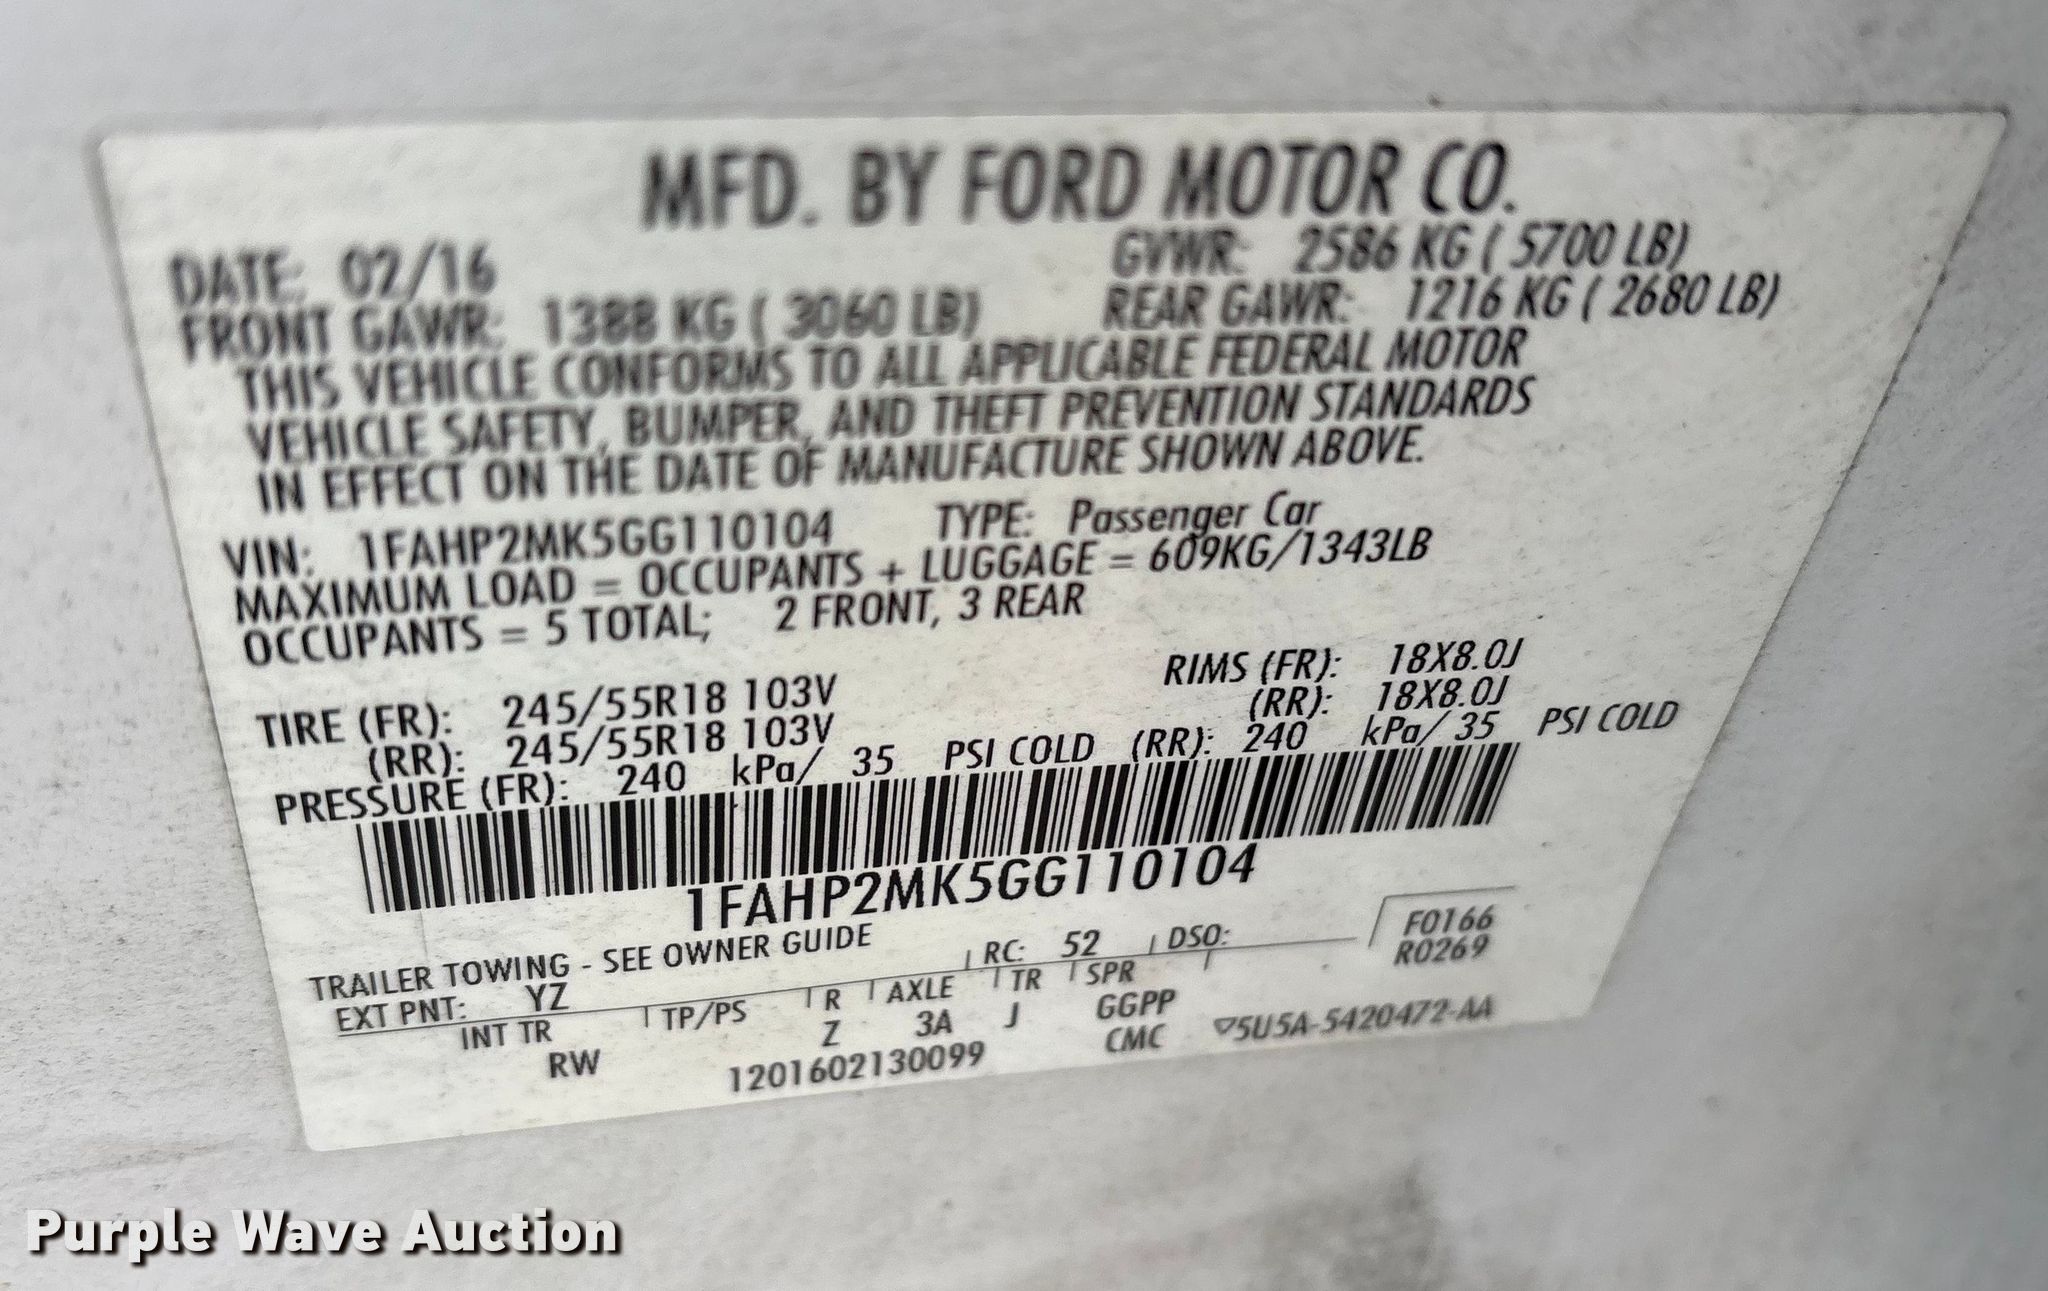 MFD. BY FORD MOTOR CO.
DATE: 02/16 GVWR: 2586 KG ( 5700 LB)
FRONT GAWR: 1388 KG ( 3060 LB) REAR GAWR: 1216 KG ( 2680 LB)
THIS VEHICLE CONFORMS TO ALL APPLICABLE FEDERAL MOTOR
VEHICLE SAFETY, BUMPER, AND THEFT PREVENTION STANDARDS
IN EFFECT ON THE DATE OF MANUFACTURE SHOWN ABOVE.
VIN: 1FAHP2MK5GG110104 TYPE: Passenger Car
MAXIMUM LOAD = OCCUPANTS + LUGGAGE = 609KG/1343LB
OCCUPANTS = 5 TOTAL; 2 FRONT, 3 REAR
TIRE (FR): 245/55R18 103V RIMS (FR): 18X8.0J
(RR): 245/55R18 103V (RR): 18X8.0J
PRESSURE (FR): 240 kPa/ 35 PSI COLD (RR): 240 kPa/ 35 PSI COLD
1FAHP2MK5GG110104
TRAILER TOWING - SEE OWNER GUIDE
F0166
R0269
EXT PNT: YZ RC: 52 DSO:
INT TR TP/PS R AXLE TR SPR
RW Z 3A J GGPP
1201602130099 CMC ▽5U5A-5420472-AA
Purple Wave Auction